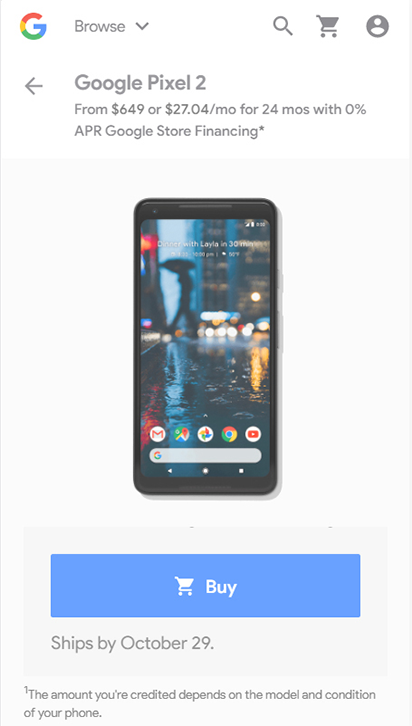 Browse
Google Pixel 2
From $649 or $27.04/mo for 24 mos with 0%
APR Google Store Financing*
Dinner with Layla in 30 min
Buy
Ships by October 29.
¹The amount you're credited depends on the model and condition
of your phone.